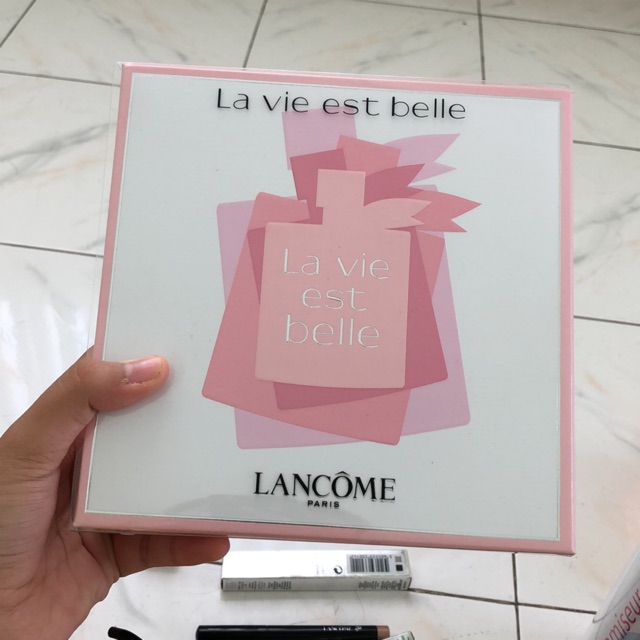 La vie est belle
La vie
est
belle
LANCÔME
PARIS